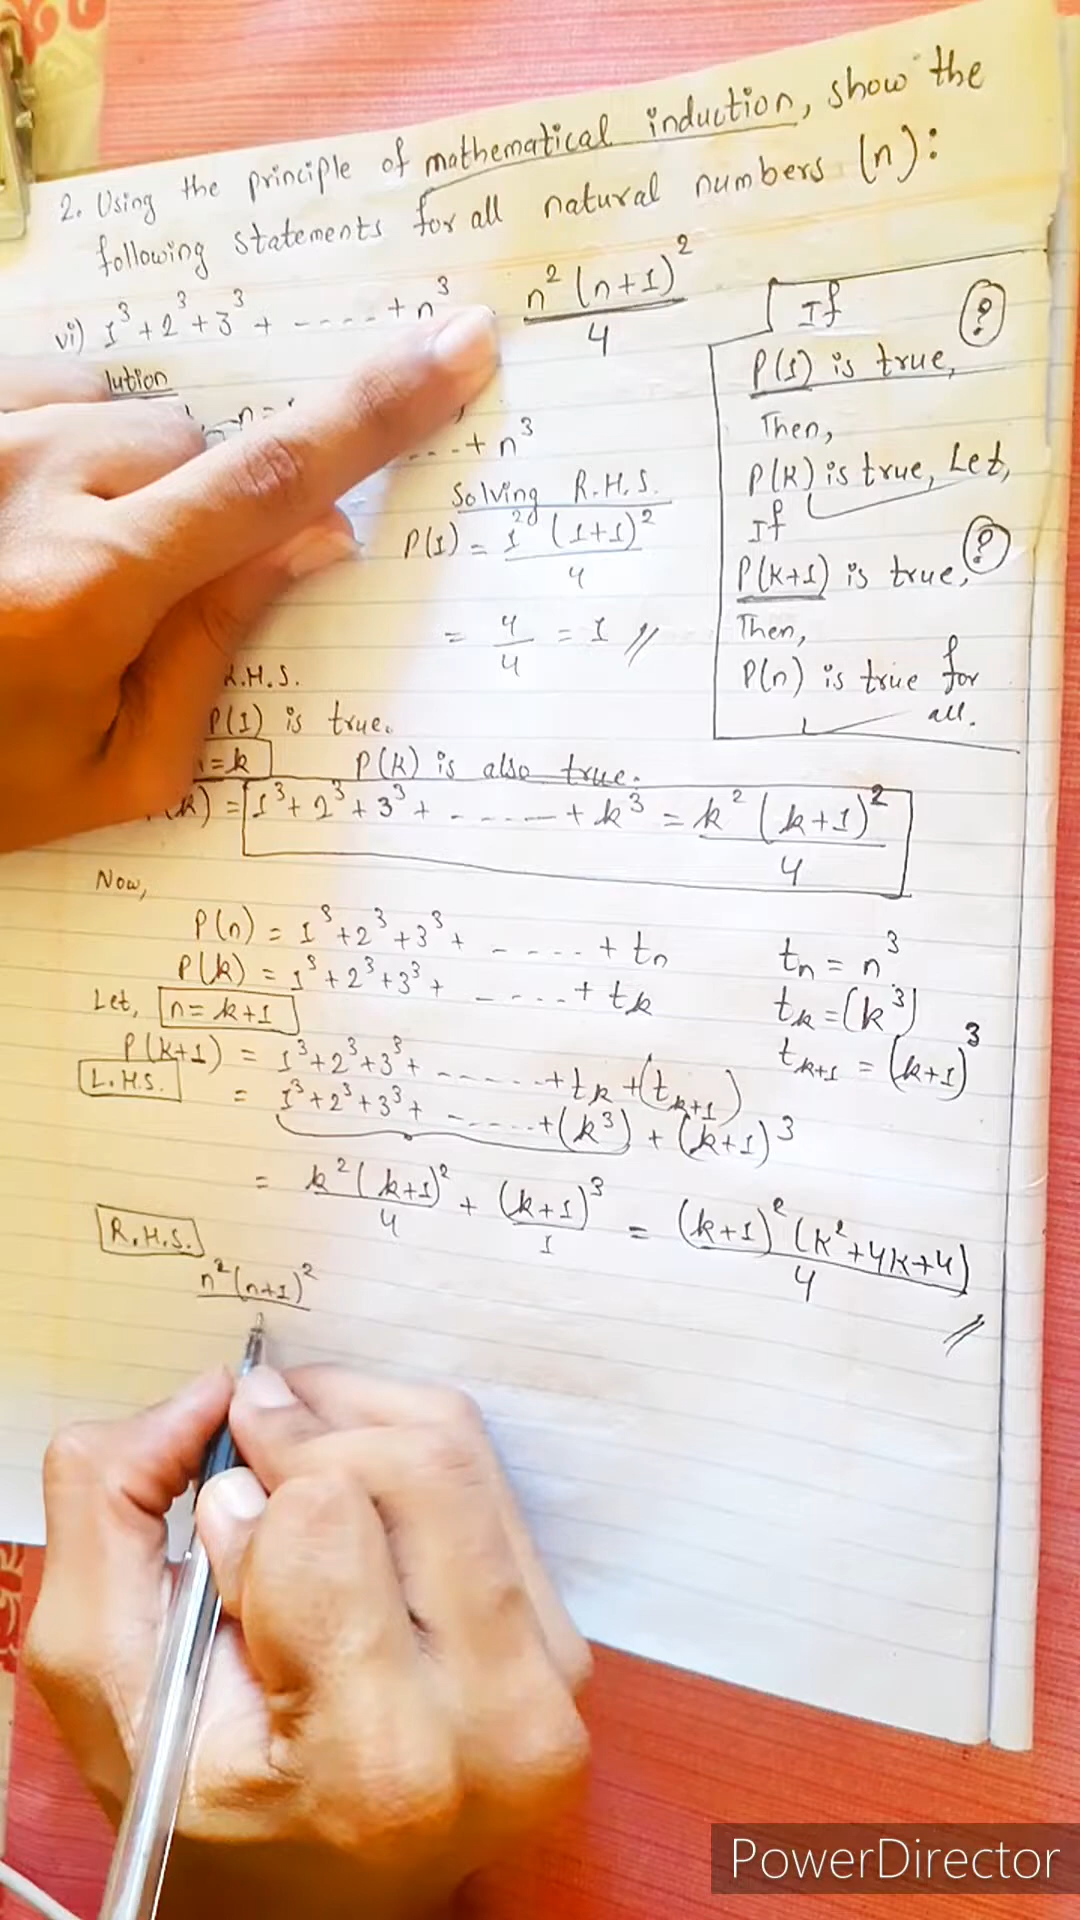 2. Using the principle of mathematical induction, show the
following statements for all natural numbers (n):
vi) 1³ + 2³ + 3³ + ----- + n³ n²(n+1)²/4
lution
n =
...+ n³
Solving R.H.S.
P(1) = 1²(1+1)²/4
= 4/4 = 1 //
R.H.S.
P(1) is true.
n=k P(k) is also true.
(k) = 1³ + 2³ + 3³ + ------ + k³ = k²(k+1)²/4
If ?
P(1) is true,
Then,
P(k) is true, Let,
If
P(k+1) is true, ?
Then,
P(n) is true for
all.
Now,
P(n) = 1³ + 2³ + 3³ + ----- + tn
P(k) = 1³ + 2³ + 3³ + ----- + tk
tn = n³
tk = (k³)
tk+1 = (k+1)³
Let, n = k+1
P(k+1) = 1³ + 2³ + 3³ + ------ + tk + (tk+1)
L.H.S. = 1³ + 2³ + 3³ + ------ + (k³) + (k+1)³
= k²(k+1)²/4 + (k+1)³/1 = (k+1)²(k²+4k+4)/4 //
R.H.S.
n²(n+1)²
PowerDirector